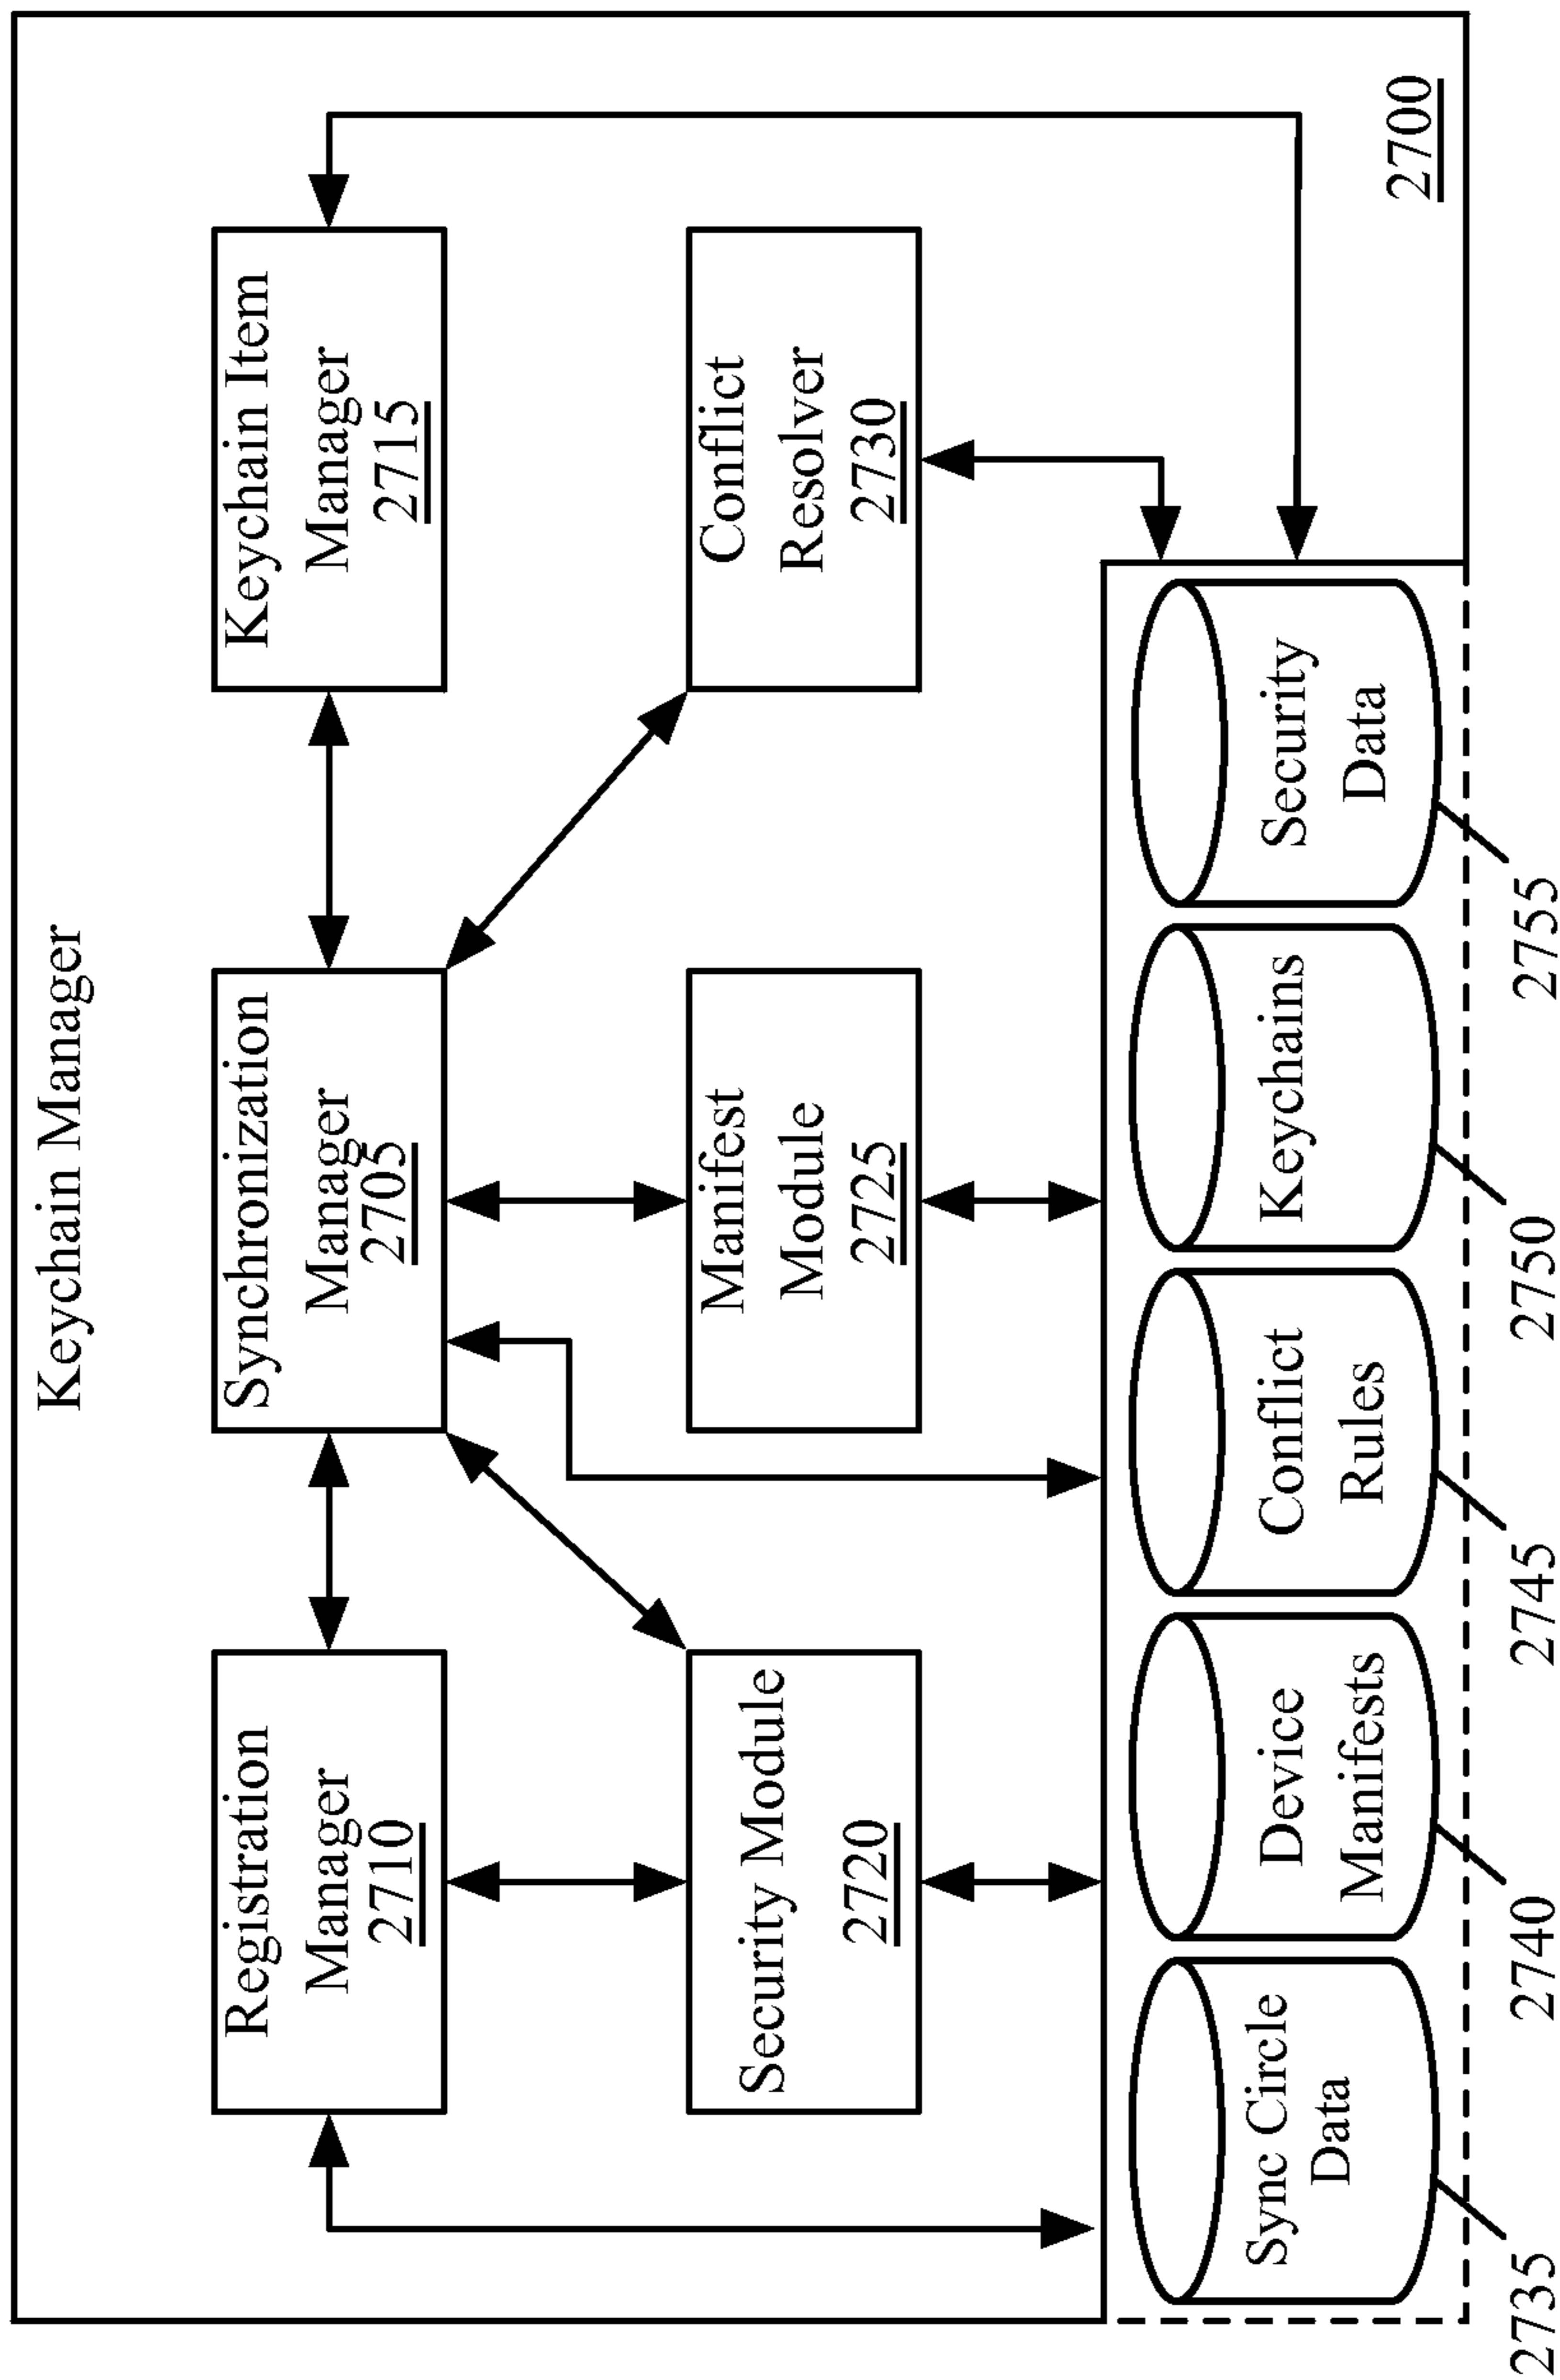 Keychain Manager
Registration
Manager
2710
Synchronization
Manager
2705
Keychain Item
Manager
2715
Security Module
2720
Manifest
Module
2725
Conflict
Resolver
2730
Sync Circle
Data
Device
Manifests
Conflict
Rules
Keychains
Security
Data
2700
2735
2740
2745
2750
2755